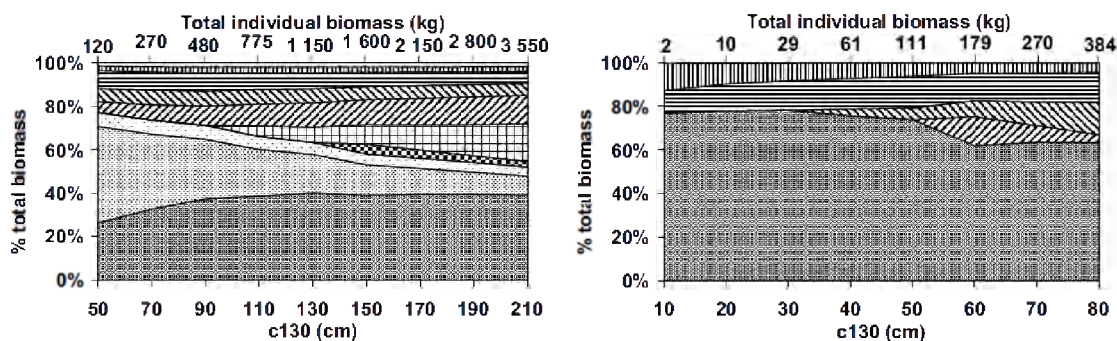 Total individual biomass (kg)
120 270 480 775 1 150 1 600 2 150 2 800 3 550
100%
80%
60%
40%
20%
0%
% total biomass
50 70 90 110 130 150 170 190 210
c130 (cm)
Total individual biomass (kg)
2 10 29 61 111 179 270 384
100%
80%
60%
40%
20%
0%
% total biomass
10 20 30 40 50 60 70 80
c130 (cm)